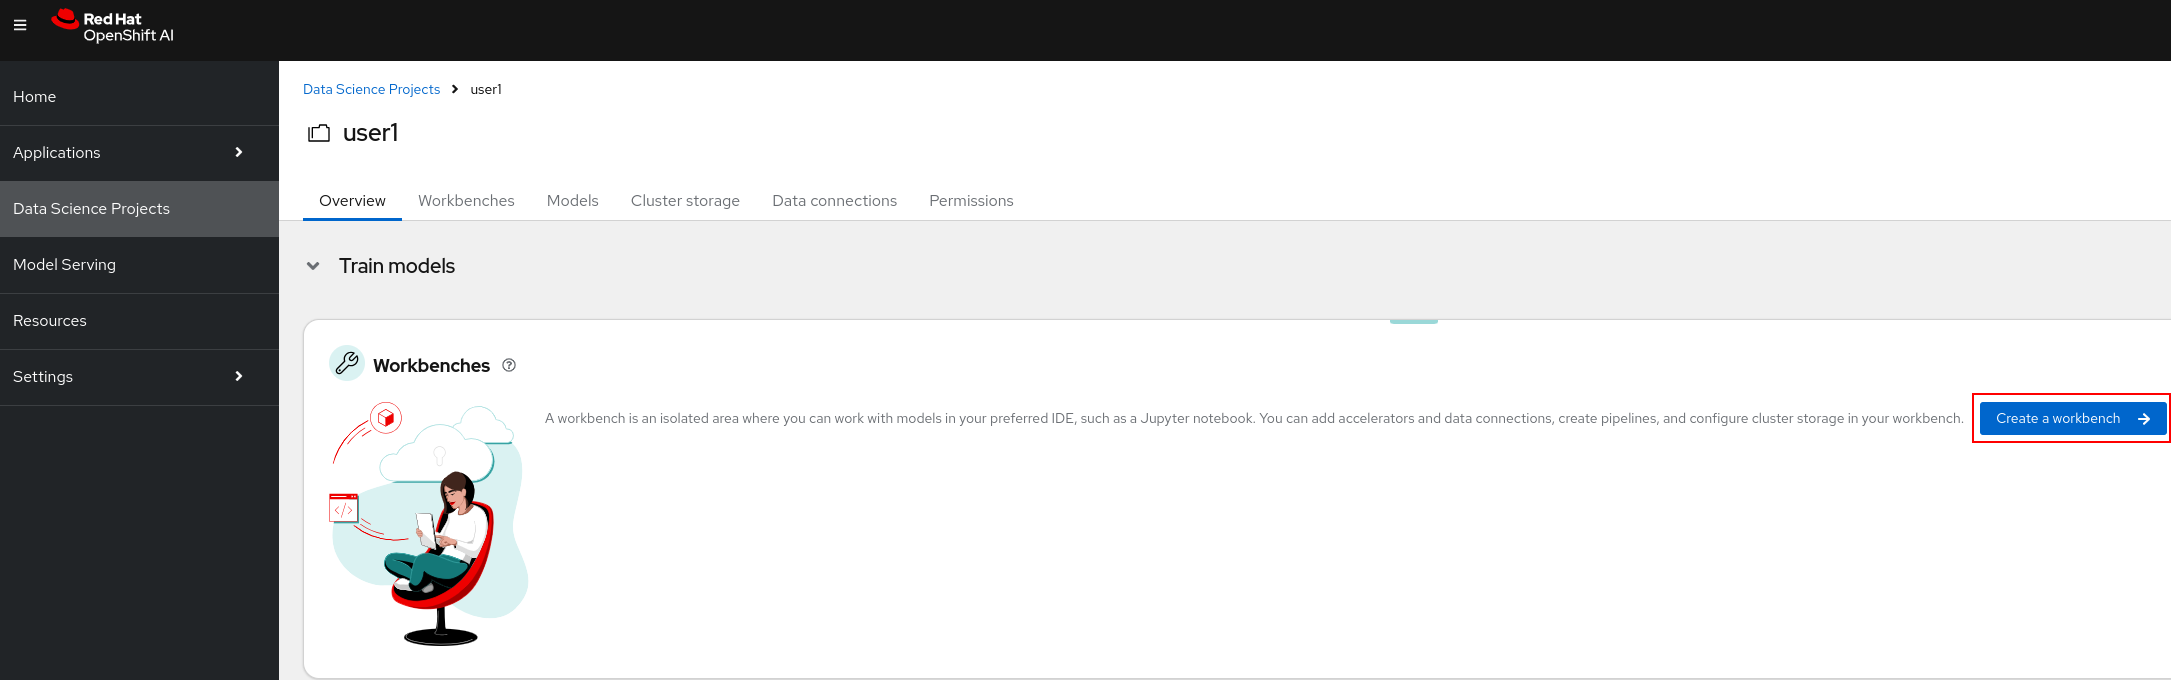 Red Hat
OpenShift AI
Home
Applications
Data Science Projects
Model Serving
Resources
Settings
Data Science Projects > user1
user1
Overview Workbenches Models Cluster storage Data connections Permissions
Train models
Workbenches ?
A workbench is an isolated area where you can work with models in your preferred IDE, such as a Jupyter notebook. You can add accelerators and data connections, create pipelines, and configure cluster storage in your workbench.
Create a workbench →
</>